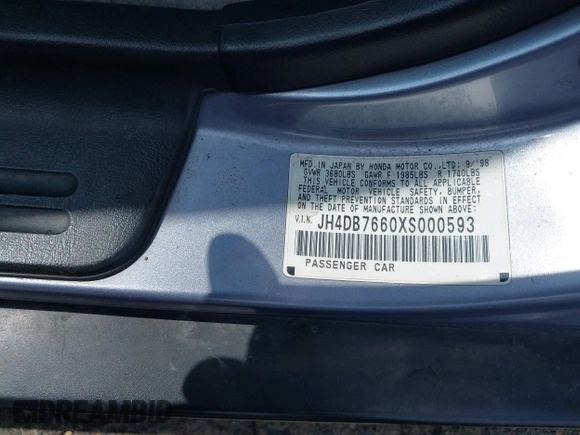 MFD. IN JAPAN BY HONDA MOTOR CO.,LTD: 9/'98
GVWR 3680LBS GAWR F 1985LBS R 1740LBS
THIS VEHICLE CONFORMS TO ALL APPLICABLE
FEDERAL MOTOR VEHICLE SAFETY, BUMPER,
AND THEFT PREVENTION STANDARDS IN EFFECT
ON THE DATE OF MANUFACTURE SHOWN ABOVE:
V.I.N. JH4DB7660XS000593
PASSENGER CAR
DREAMBID